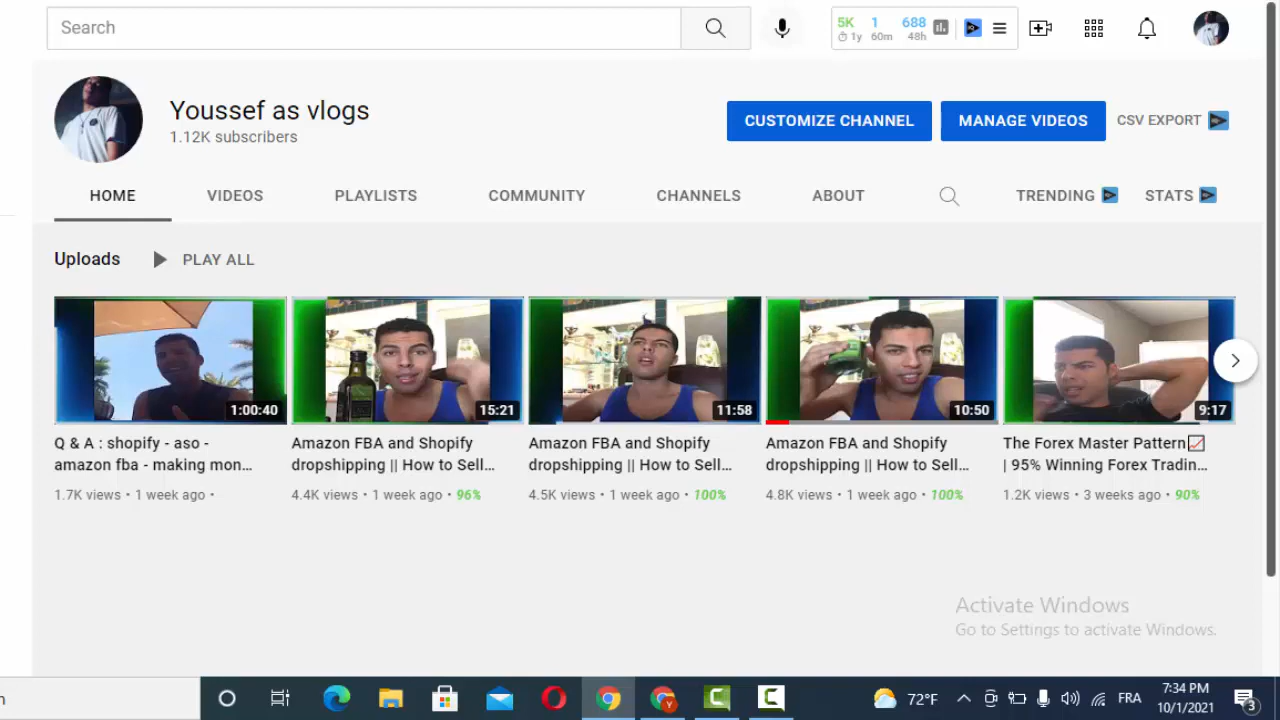 Search
5K 1 688
1y 60m 48h
Youssef as vlogs
1.12K subscribers
CUSTOMIZE CHANNEL
MANAGE VIDEOS
CSV EXPORT
HOME
VIDEOS
PLAYLISTS
COMMUNITY
CHANNELS
ABOUT
TRENDING
STATS
Uploads
PLAY ALL
1:00:40
Q & A : shopify - aso -
amazon fba - making mon...
1.7K views • 1 week ago •
15:21
Amazon FBA and Shopify
dropshipping || How to Sell...
4.4K views • 1 week ago • 96%
11:58
Amazon FBA and Shopify
dropshipping || How to Sell...
4.5K views • 1 week ago • 100%
10:50
Amazon FBA and Shopify
dropshipping || How to Sell...
4.8K views • 1 week ago • 100%
9:17
The Forex Master Pattern📈
| 95% Winning Forex Tradin...
1.2K views • 3 weeks ago • 90%
Activate Windows
Go to Settings to activate Windows.
72°F
FRA
7:34 PM
10/1/2021
3